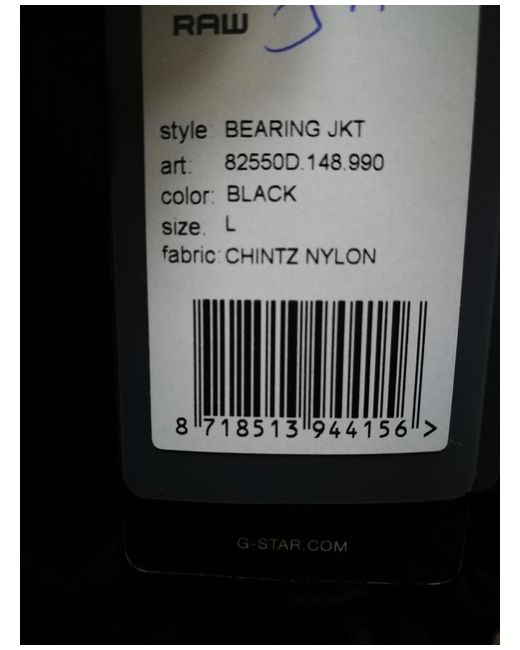 RAW
style: BEARING JKT
art: 82550D.148.990
color: BLACK
size: L
fabric: CHINTZ NYLON
8 718513 944156 >
G-STAR.COM